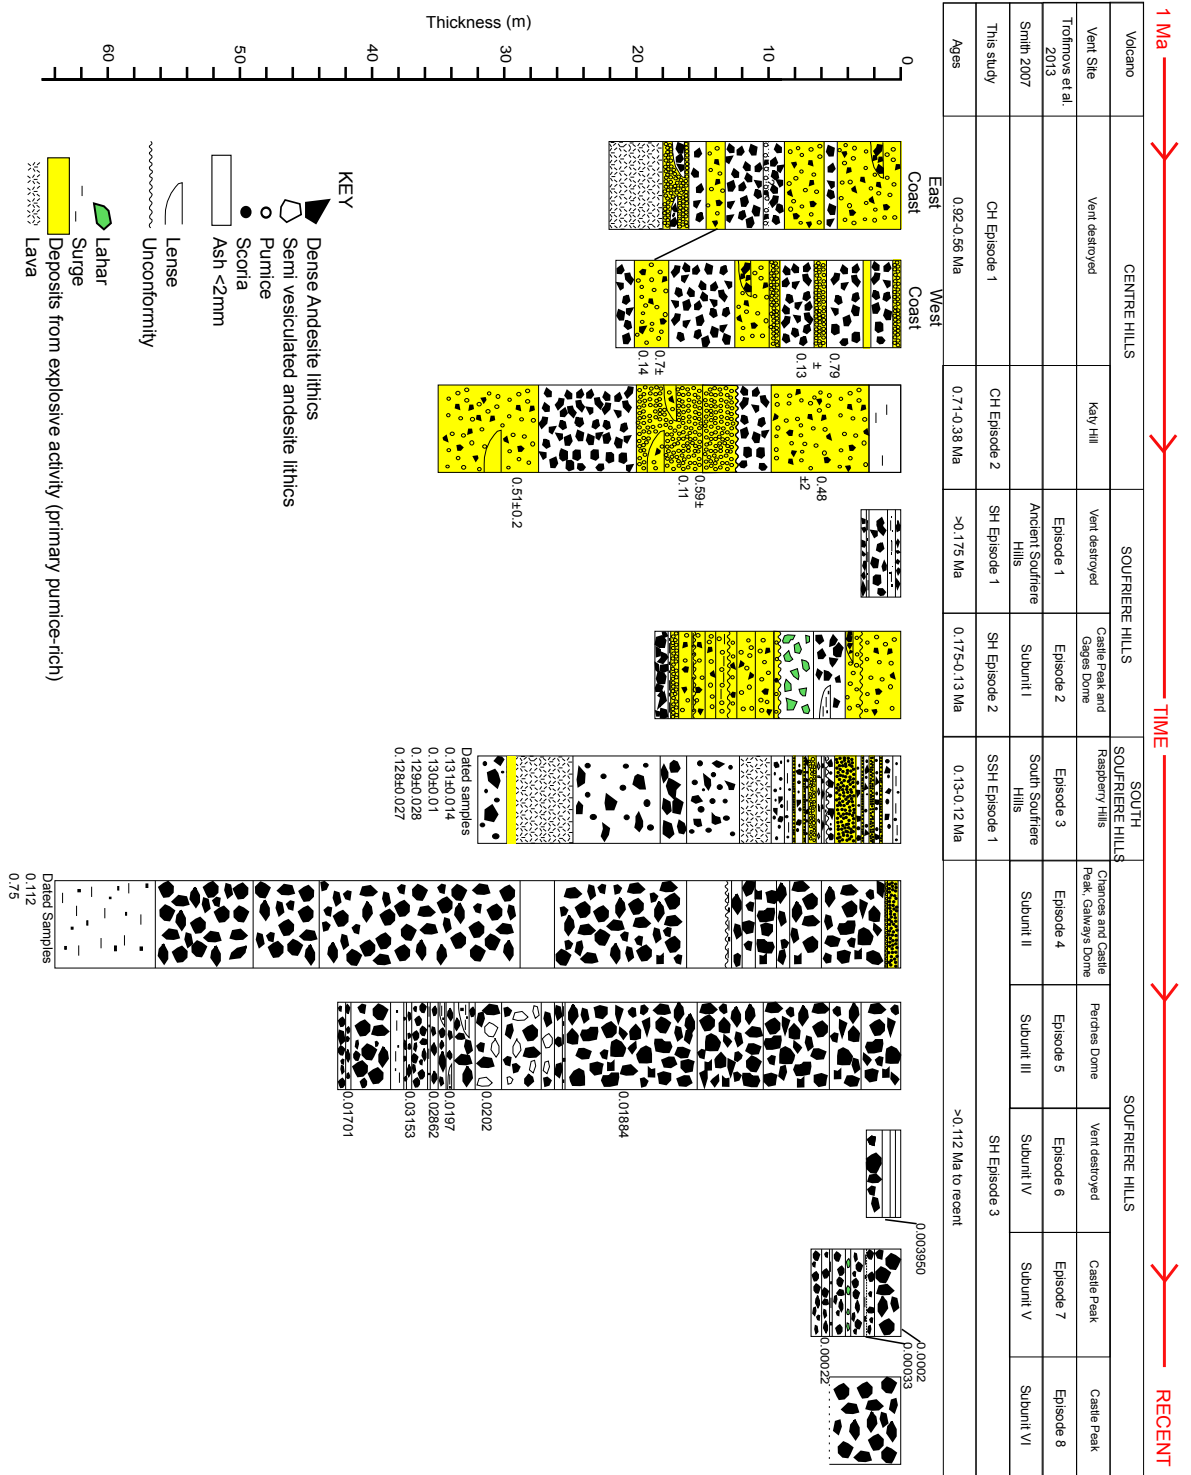 1 Ma
TIME
RECENT
Volcano
CENTRE HILLS
SOUFRIERE HILLS
SOUTH
SOUFRIERE HILLS
SOUFRIERE HILLS
Vent Site
Vent destroyed
Katy Hill
Vent destroyed
Castle Peak and
Gages Dome
Raspberry Hills
Chances and Castle
Peak, Galways Dome
Perches Dome
Vent destroyed
Castle Peak
Castle Peak
Trofimovs et al.
2013
Episode 1
Episode 2
Episode 3
Episode 4
Episode 5
Episode 6
Episode 7
Episode 8
Smith 2007
Ancient Soufriere
Hills
Subunit I
South Soufriere
Hills
Subunit II
Subunit III
Subunit IV
Subunit V
Subunit VI
This study
CH Episode 1
CH Episode 2
SH Episode 1
SH Episode 2
SSH Episode 1
SH Episode 3
Ages
0.92-0.56 Ma
0.71-0.38 Ma
>0.175 Ma
0.175-0.13 Ma
0.13-0.12 Ma
>0.112 Ma to recent
Thickness (m)
0
10
20
30
40
50
60
East
Coast
West
Coast
0.79
±
0.13
0.7±
0.14
0.48
±2
0.59±
0.11
0.51±0.2
Dated samples
0.131±0.014
0.130±0.01
0.129±0.028
0.128±0.027
Dated Samples
0.112
0.75
0.01884
0.0202
0.0197
0.02862
0.03153
0.01701
0.003950
0.0002
0.00033
0.00022
KEY
Dense Andesite lithics
Semi vesiculated andesite lithics
Pumice
Scoria
Ash <2mm
Lense
Unconformity
Lahar
Surge
Deposits from explosive activity (primary pumice-rich)
Lava